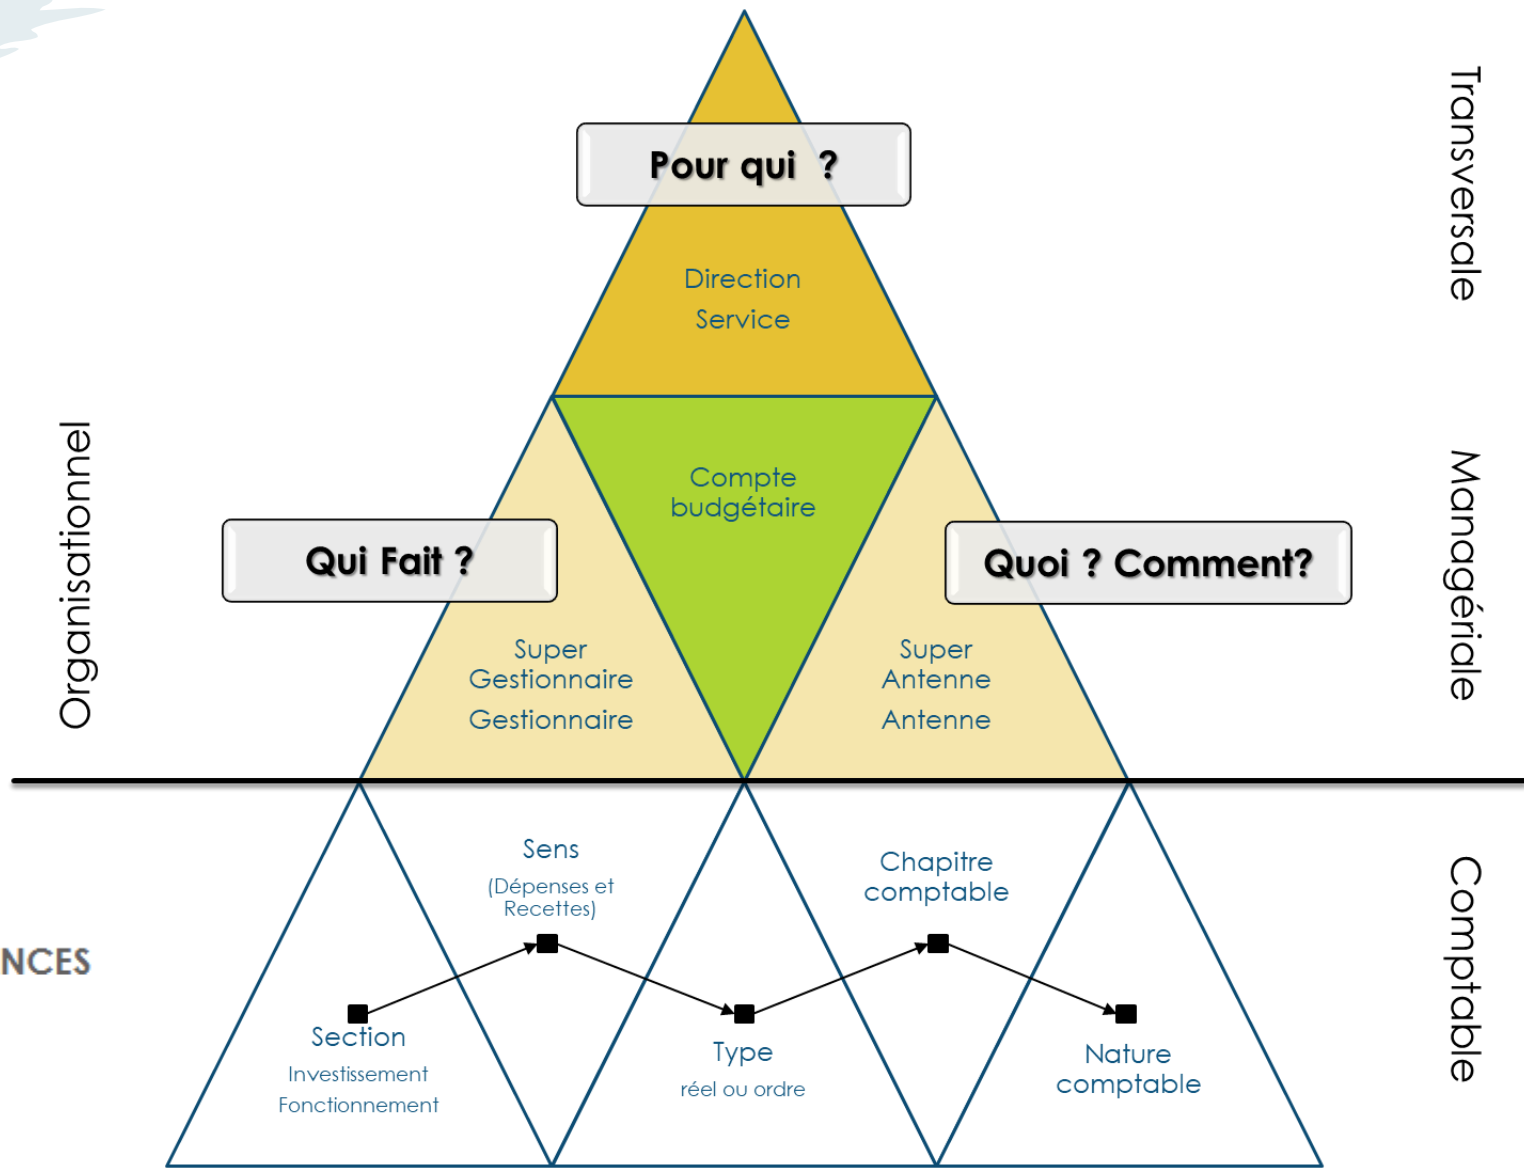 Transversale
Pour qui ?
Direction
Service
Organisationnel
Managériale
Compte
budgétaire
Qui Fait ?
Quoi ? Comment?
Super
Gestionnaire
Gestionnaire
Super
Antenne
Antenne
Comptable
Sens
(Dépenses et
Recettes)
Chapitre
comptable
NCES
Section
Investissement
Fonctionnement
Type
réel ou ordre
Nature
comptable